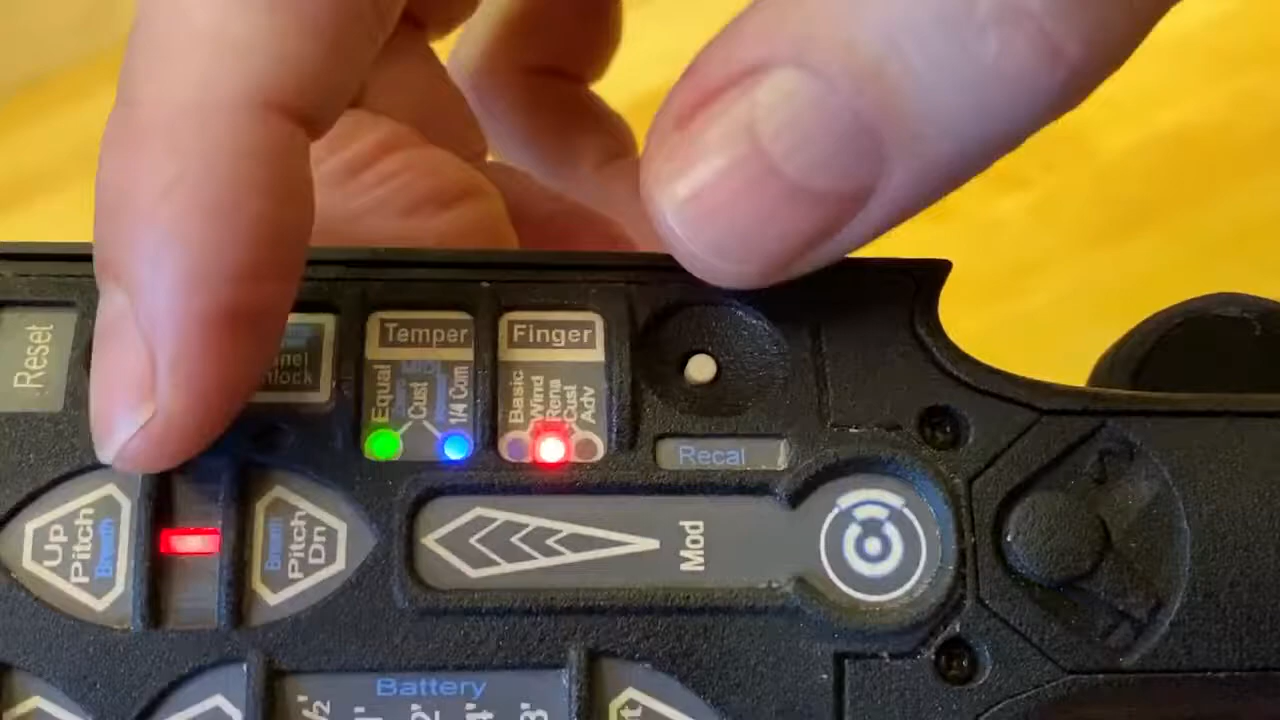 Reset
Temper
Equal
Cust
1/4 Com
Finger
Basic
Wind
Rena
Cust
Adv
Recal
Up
Pitch
Breath
Pitch
Dn
Mod
Battery